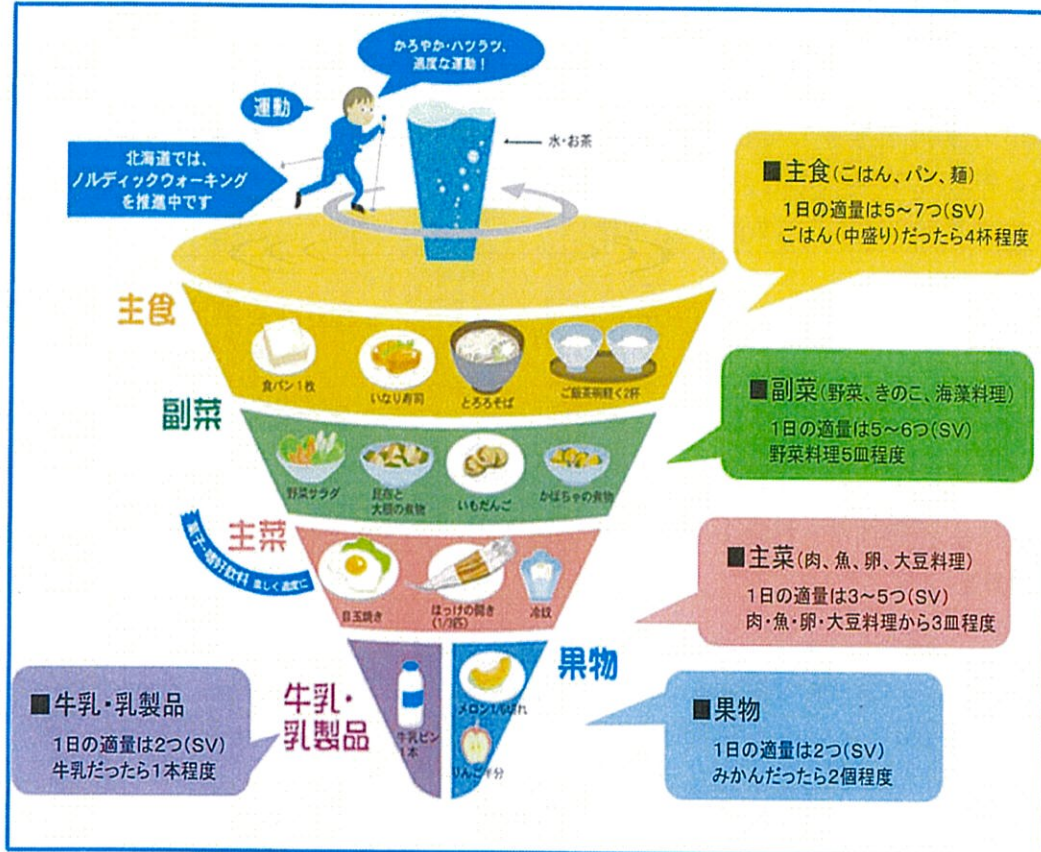 かろやか・ハツラツ、
適度な運動！
運動
水・お茶
北海道では、
ノルディックウォーキング
を推進中です
■主食(ごはん、パン、麺)
1日の適量は5〜7つ(SV)
ごはん(中盛り)だったら4杯程度
主食
食パン1枚
いなり寿司
とろろそば
ご飯茶碗軽く2杯
副菜
■副菜(野菜、きのこ、海藻料理)
1日の適量は5〜6つ(SV)
野菜料理5皿程度
野菜サラダ
昆布と
大豆の煮物
いもだんご
かぼちゃの煮物
主菜
菓子・嗜好飲料 楽しく適度に
■主菜(肉、魚、卵、大豆料理)
1日の適量は3〜5つ(SV)
肉・魚・卵・大豆料理から3皿程度
目玉焼き
ほっけの開き
(1/3匹)
冷奴
果物
■牛乳・乳製品
1日の適量は2つ(SV)
牛乳だったら1本程度
牛乳・
乳製品
牛乳ビン
1本
メロン1/6切れ
りんご半分
■果物
1日の適量は2つ(SV)
みかんだったら2個程度